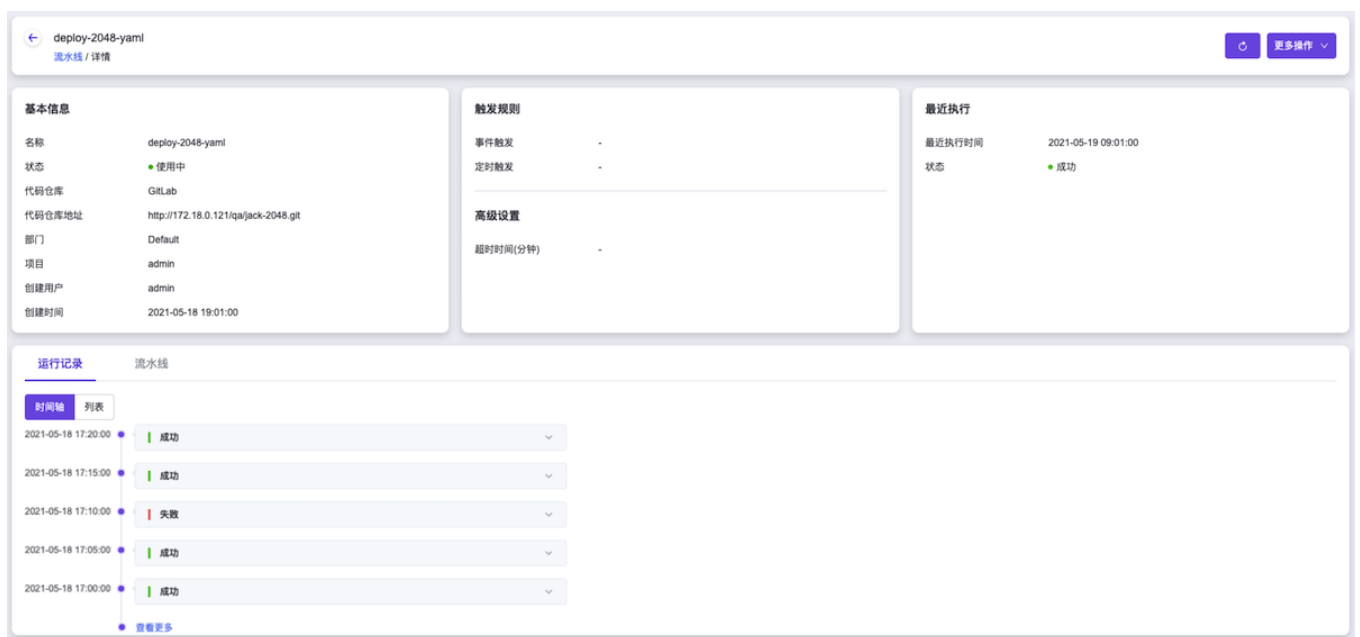 deploy-2048-yaml
流水线 / 详情
更多操作
基本信息
名称 deploy-2048-yaml
状态 使用中
代码仓库 GitLab
代码仓库地址 http://172.18.0.121/qa/jack-2048.git
部门 Default
项目 admin
创建用户 admin
创建时间 2021-05-18 19:01:00
触发规则
事件触发 -
定时触发 -
高级设置
超时时间(分钟) -
最近执行
最近执行时间 2021-05-19 09:01:00
状态 成功
运行记录 流水线
时间轴 列表
2021-05-18 17:20:00 成功
2021-05-18 17:15:00 成功
2021-05-18 17:10:00 失败
2021-05-18 17:05:00 成功
2021-05-18 17:00:00 成功
查看更多